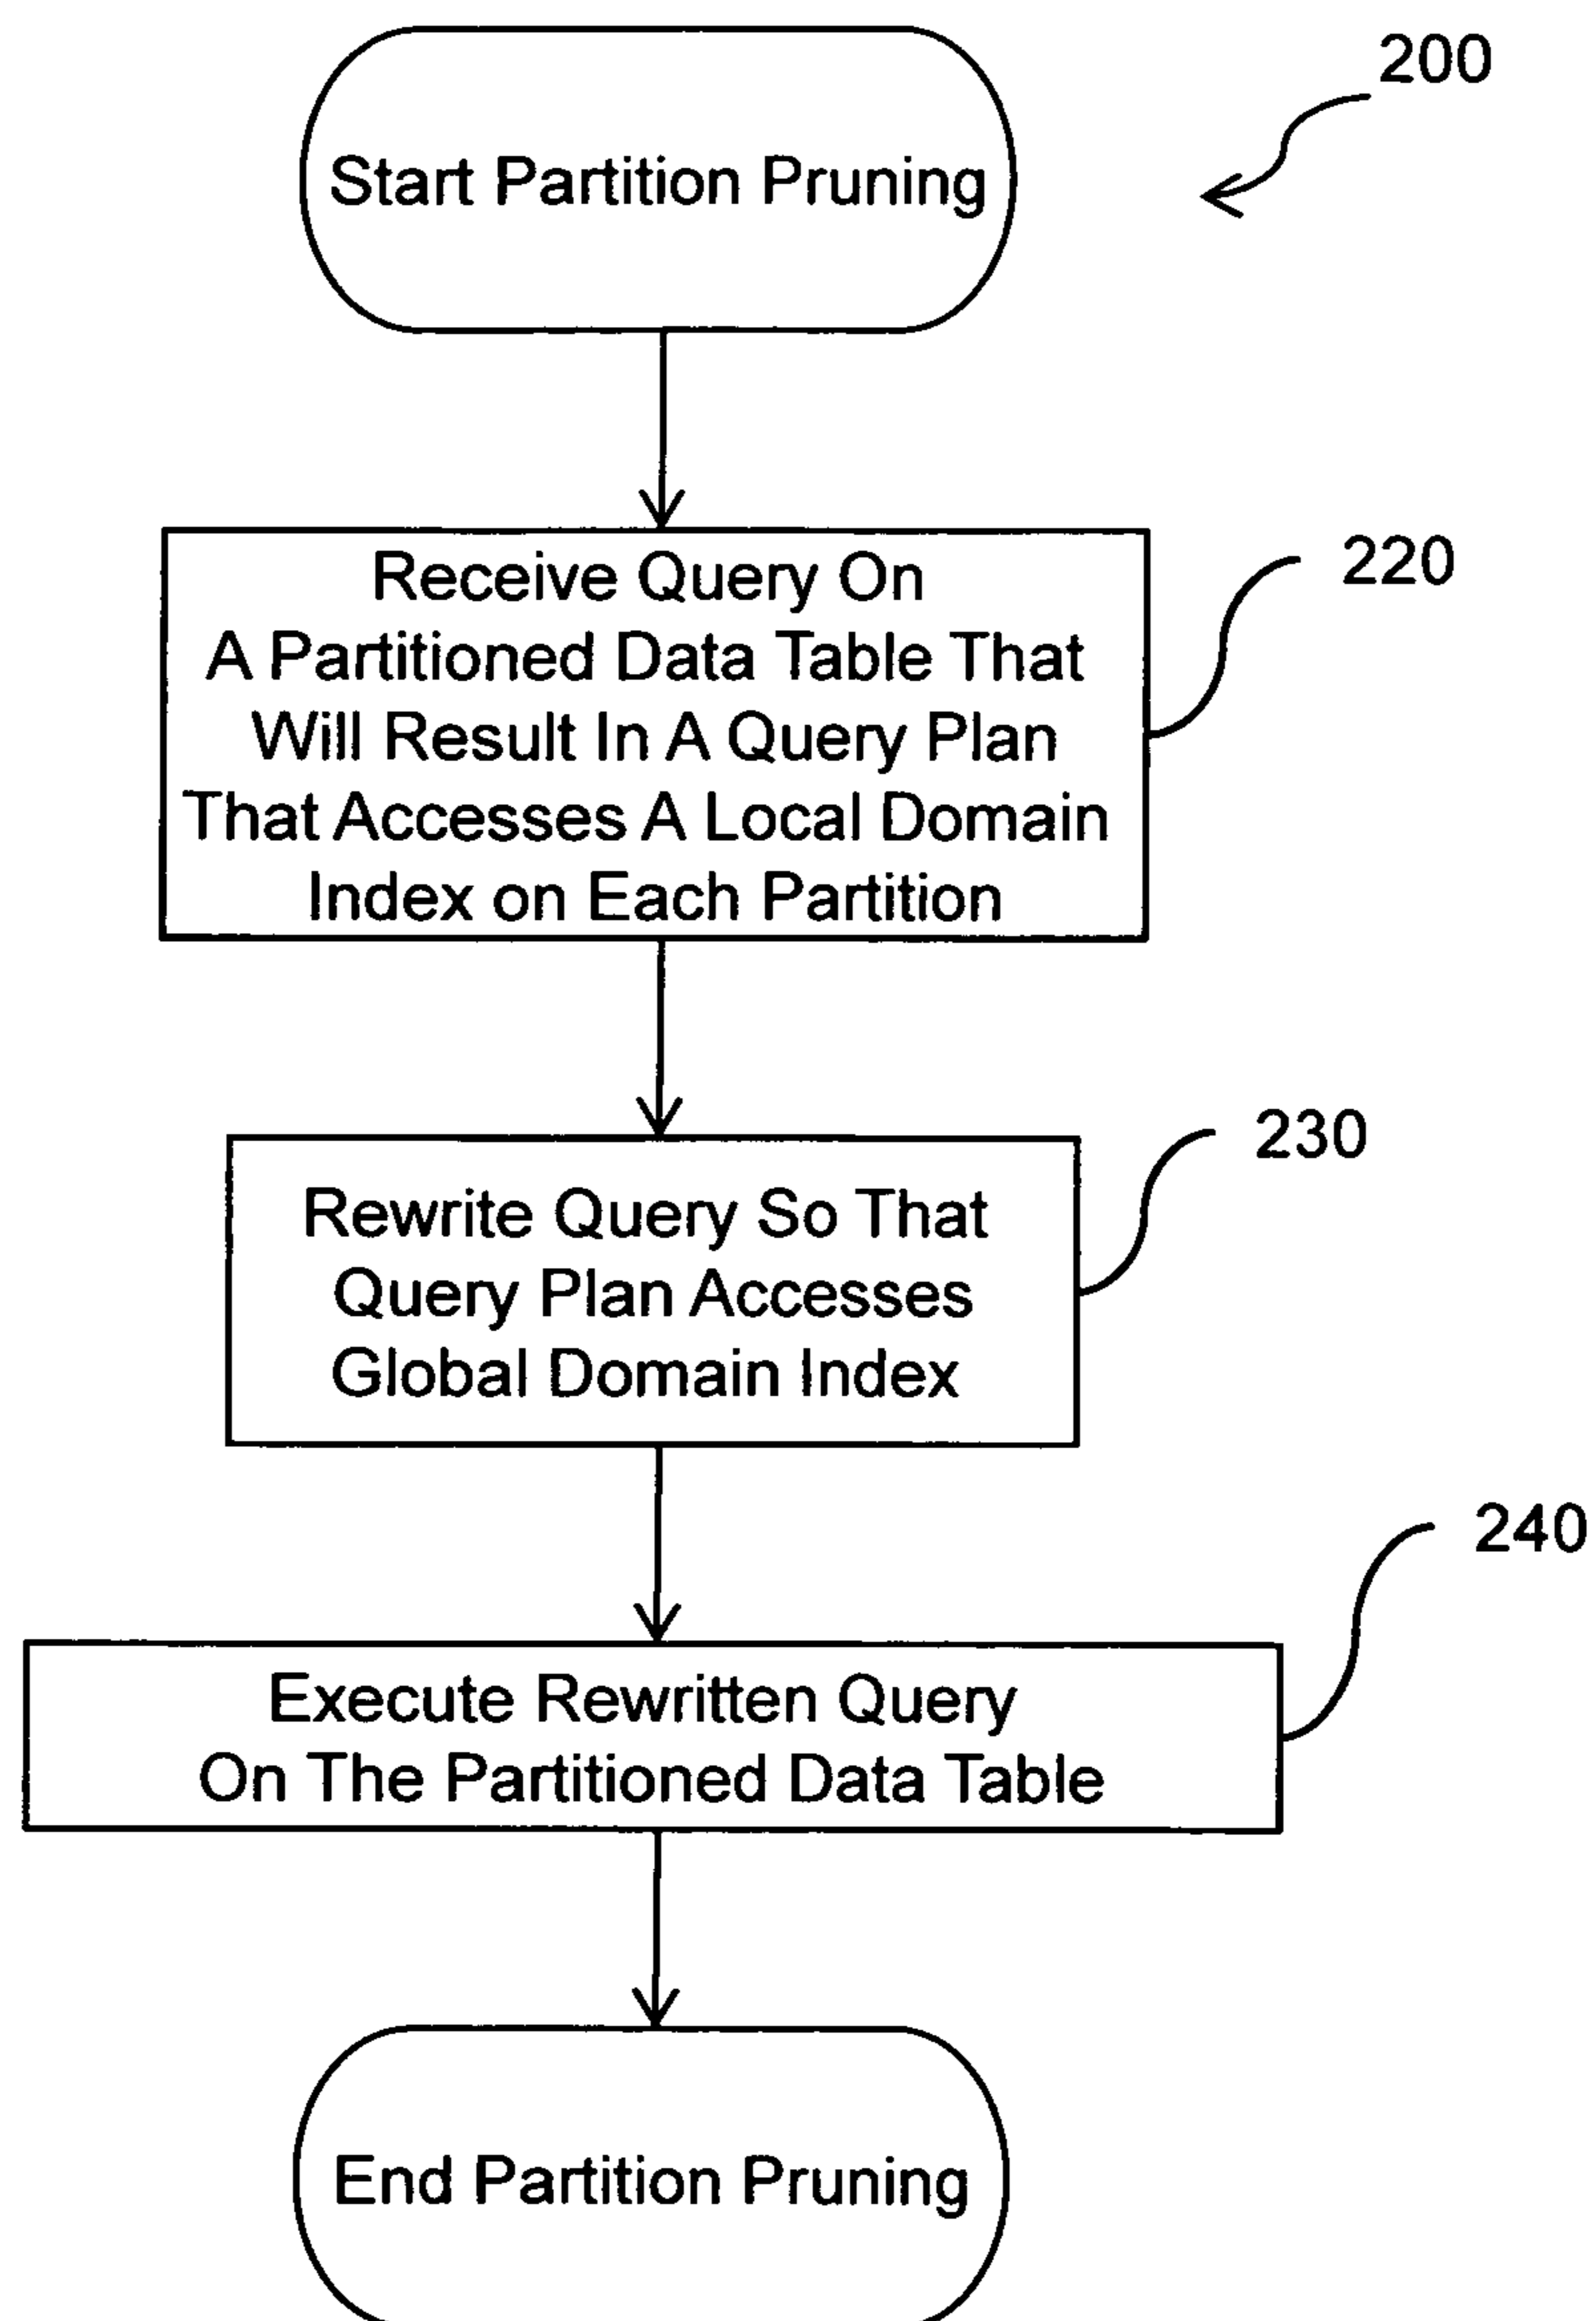 200
Start Partition Pruning
Receive Query On
A Partitioned Data Table That
Will Result In A Query Plan
That Accesses A Local Domain
Index on Each Partition
220
Rewrite Query So That
Query Plan Accesses
Global Domain Index
230
Execute Rewritten Query
On The Partitioned Data Table
240
End Partition Pruning